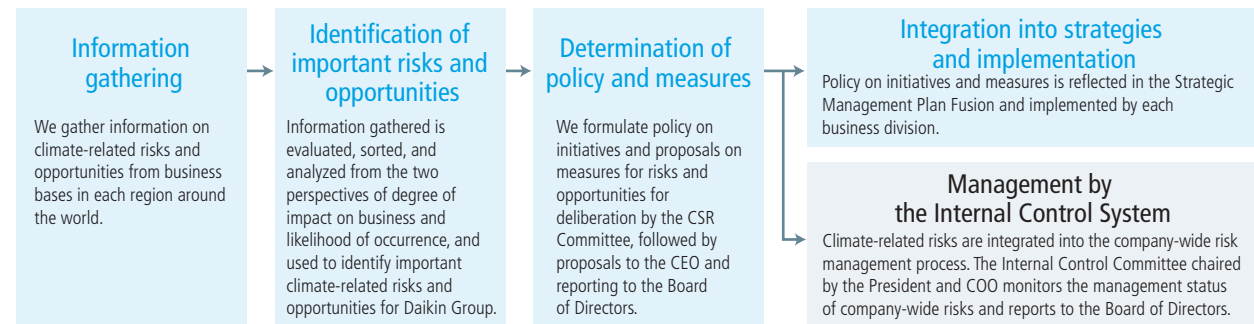 Information
gathering
We gather information on
climate-related risks and
opportunities from business
bases in each region around
the world.
Identification of
important risks and
opportunities
Information gathered is
evaluated, sorted, and
analyzed from the two
perspectives of degree of
impact on business and
likelihood of occurrence, and
used to identify important
climate-related risks and
opportunities for Daikin Group.
Determination of
policy and measures
We formulate policy on
initiatives and proposals on
measures for risks and
opportunities for
deliberation by the CSR
Committee, followed by
proposals to the CEO and
reporting to the Board
of Directors.
Integration into strategies
and implementation
Policy on initiatives and measures is reflected in the Strategic
Management Plan Fusion and implemented by each
business division.
Management by
the Internal Control System
Climate-related risks are integrated into the company-wide risk
management process. The Internal Control Committee chaired
by the President and COO monitors the management status
of company-wide risks and reports to the Board of Directors.